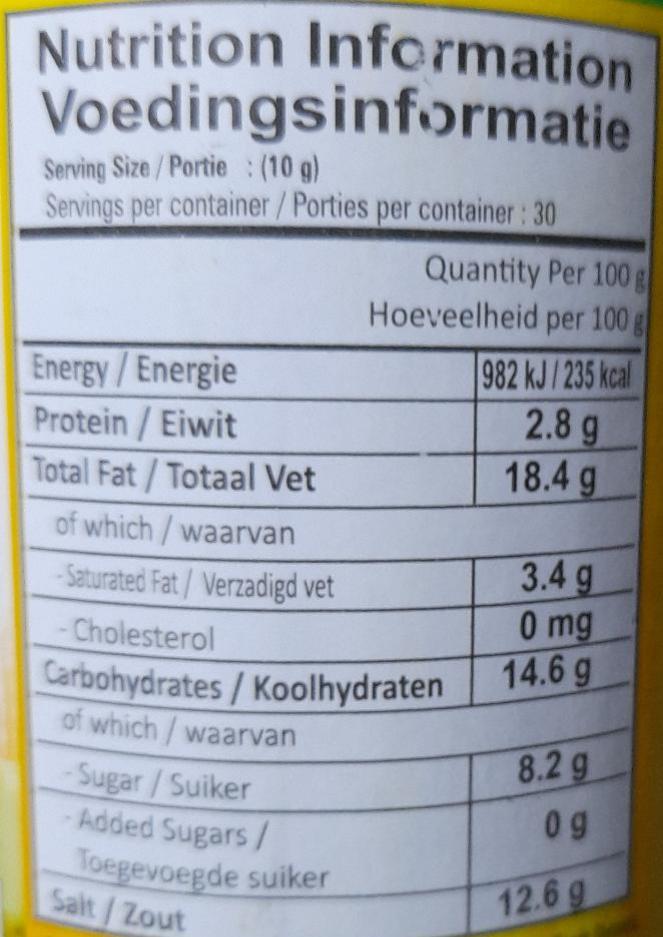 Nutrition Information
Voedingsinformatie
Serving Size / Portie : (10 g)
Servings per container / Porties per container : 30
Quantity Per 100 g
Hoeveelheid per 100 g
Energy / Energie 982 kJ / 235 kcal
Protein / Eiwit 2.8 g
Total Fat / Totaal Vet 18.4 g
of which / waarvan
- Saturated Fat / Verzadigd vet 3.4 g
- Cholesterol 0 mg
Carbohydrates / Koolhydraten 14.6 g
of which / waarvan
- Sugar / Suiker 8.2 g
- Added Sugars / 0 g
Toegevoegde suiker
Salt / Zout 12.6 g